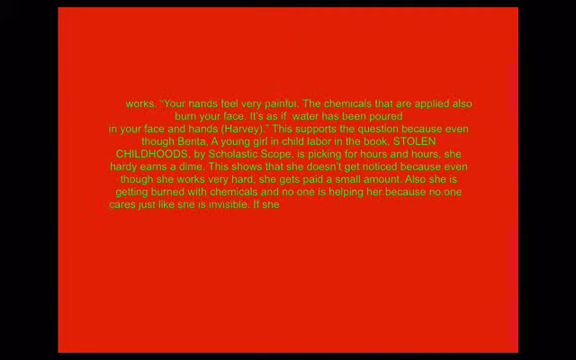 works. “Your hands feel very painful. The chemicals that are applied also
burn your face. It’s as if  water has been poured
in your face and hands (Harvey).” This supports the question because even
though Benta, A young girl in child labor in the book, STOLEN
CHILDHOODS, by Scholastic Scope, is picking for hours and hours, she
hardy earns a dime. This shows that she doesn’t get noticed because even
though she works very hard, she gets paid a small amount. Also she is
getting burned with chemicals and no one is helping her because no one
cares just like she is invisible. If she